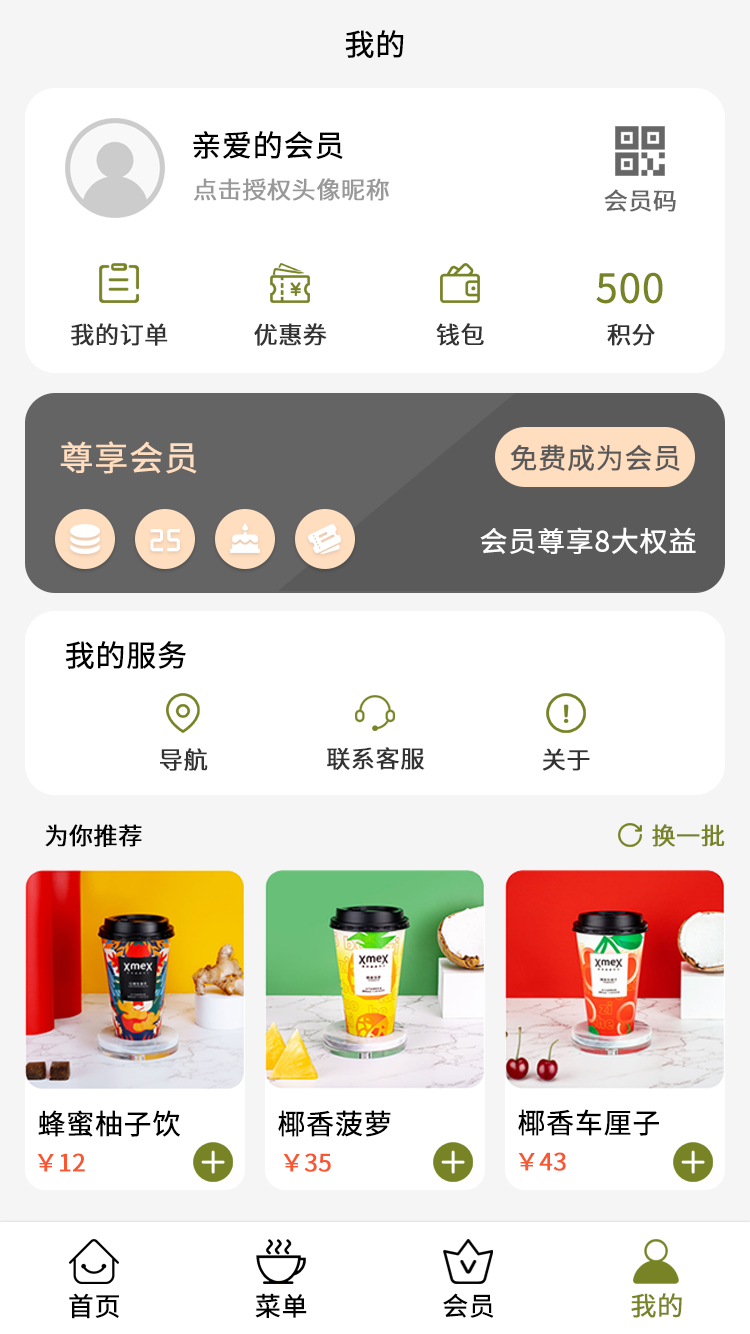 我的
亲爱的会员
点击授权头像昵称
会员码
我的订单
优惠券
钱包
500
积分
尊享会员
免费成为会员
25
会员尊享8大权益
我的服务
导航
联系客服
关于
为你推荐
换一批
xmex
xmex
xmex
蜂蜜柚子饮
椰香菠萝
椰香车厘子
￥12
￥35
￥43
首页
菜单
会员
我的